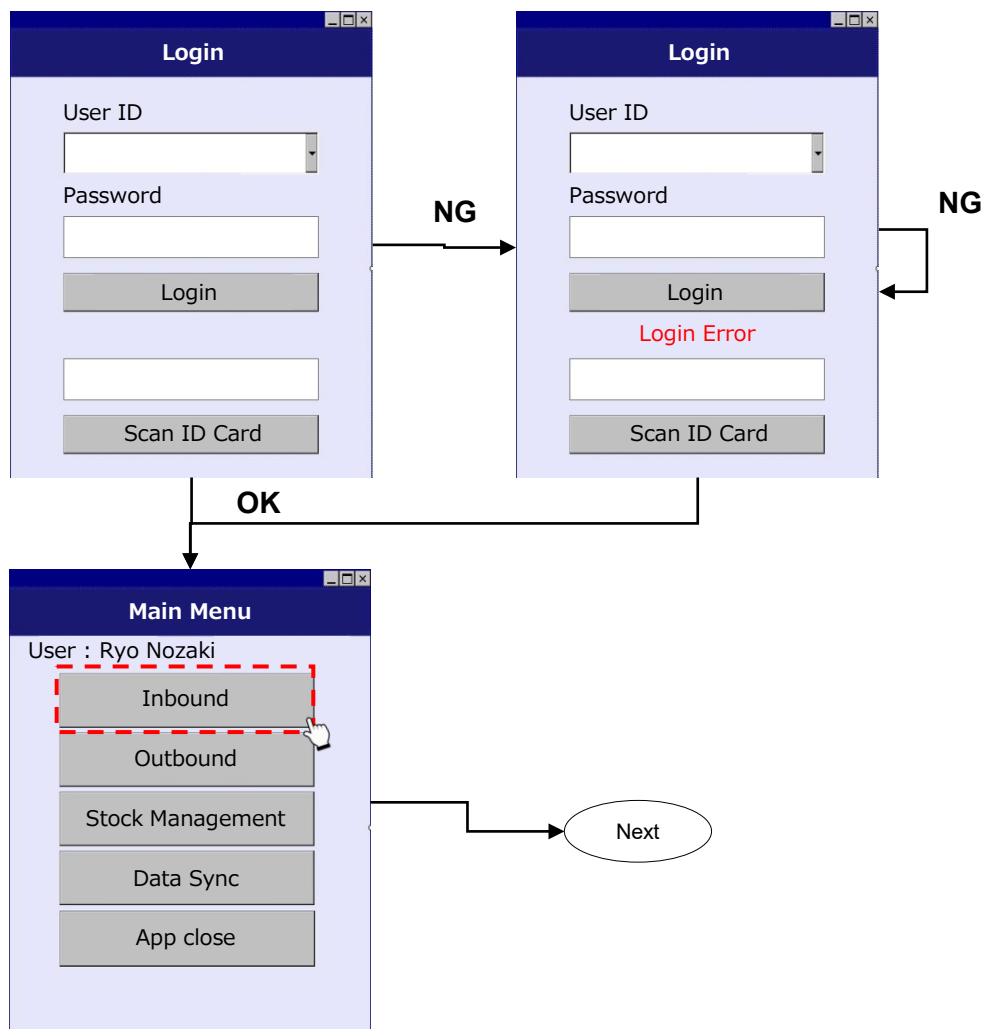 Login
User ID
Password
Login
Scan ID Card
NG
Login
User ID
Password
Login
Login Error
Scan ID Card
NG
OK
Main Menu
User : Ryo Nozaki
Inbound
Outbound
Stock Management
Data Sync
App close
Next